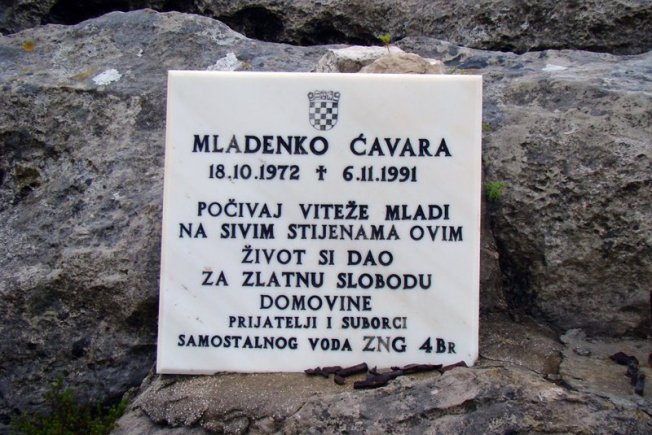 MLADENKO ĆAVARA
18.10.1972 ✝ 6.11.1991
POČIVAJ VITEŽE MLADI
NA SIVIM STIJENAMA OVIM
ŽIVOT SI DAO
ZA ZLATNU SLOBODU
DOMOVINE
PRIJATELJI I SUBORCI
SAMOSTALNOG VODA ZNG 4BR